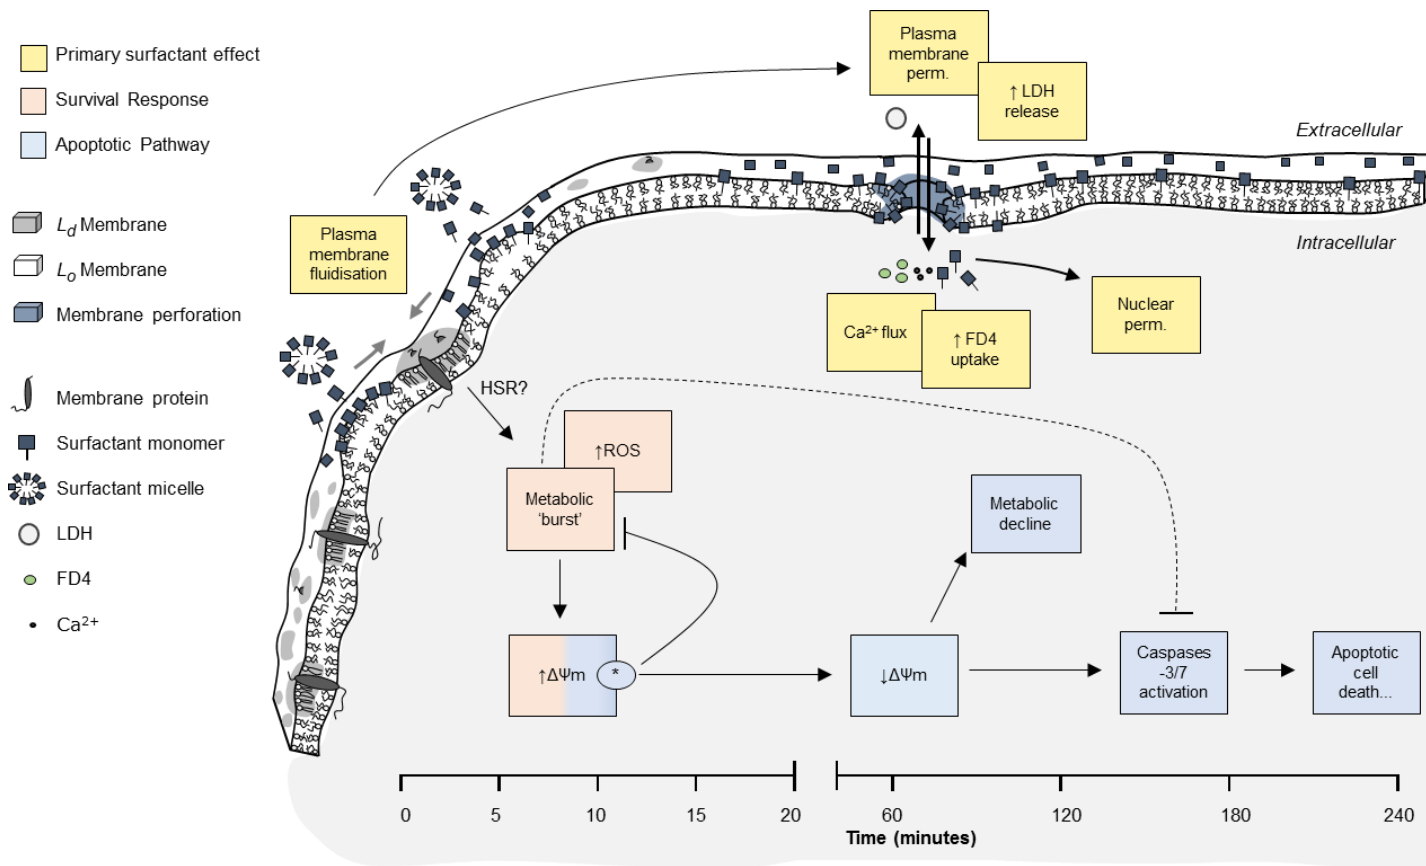 Primary surfactant effect
Survival Response
Apoptotic Pathway
Ld Membrane
Lo Membrane
Membrane perforation
Membrane protein
Surfactant monomer
Surfactant micelle
LDH
FD4
Ca²⁺
Plasma
membrane
fluidisation
Plasma
membrane
perm.
↑LDH
release
Extracellular
Intracellular
Ca²⁺ flux
↑FD4
uptake
Nuclear
perm.
HSR?
↑ROS
Metabolic
‘burst’
Metabolic
decline
↑ΔΨm
*
↓ΔΨm
Caspases
-3/7
activation
Apoptotic
cell
death...
0 5 10 15 20 60 120 180 240
Time (minutes)